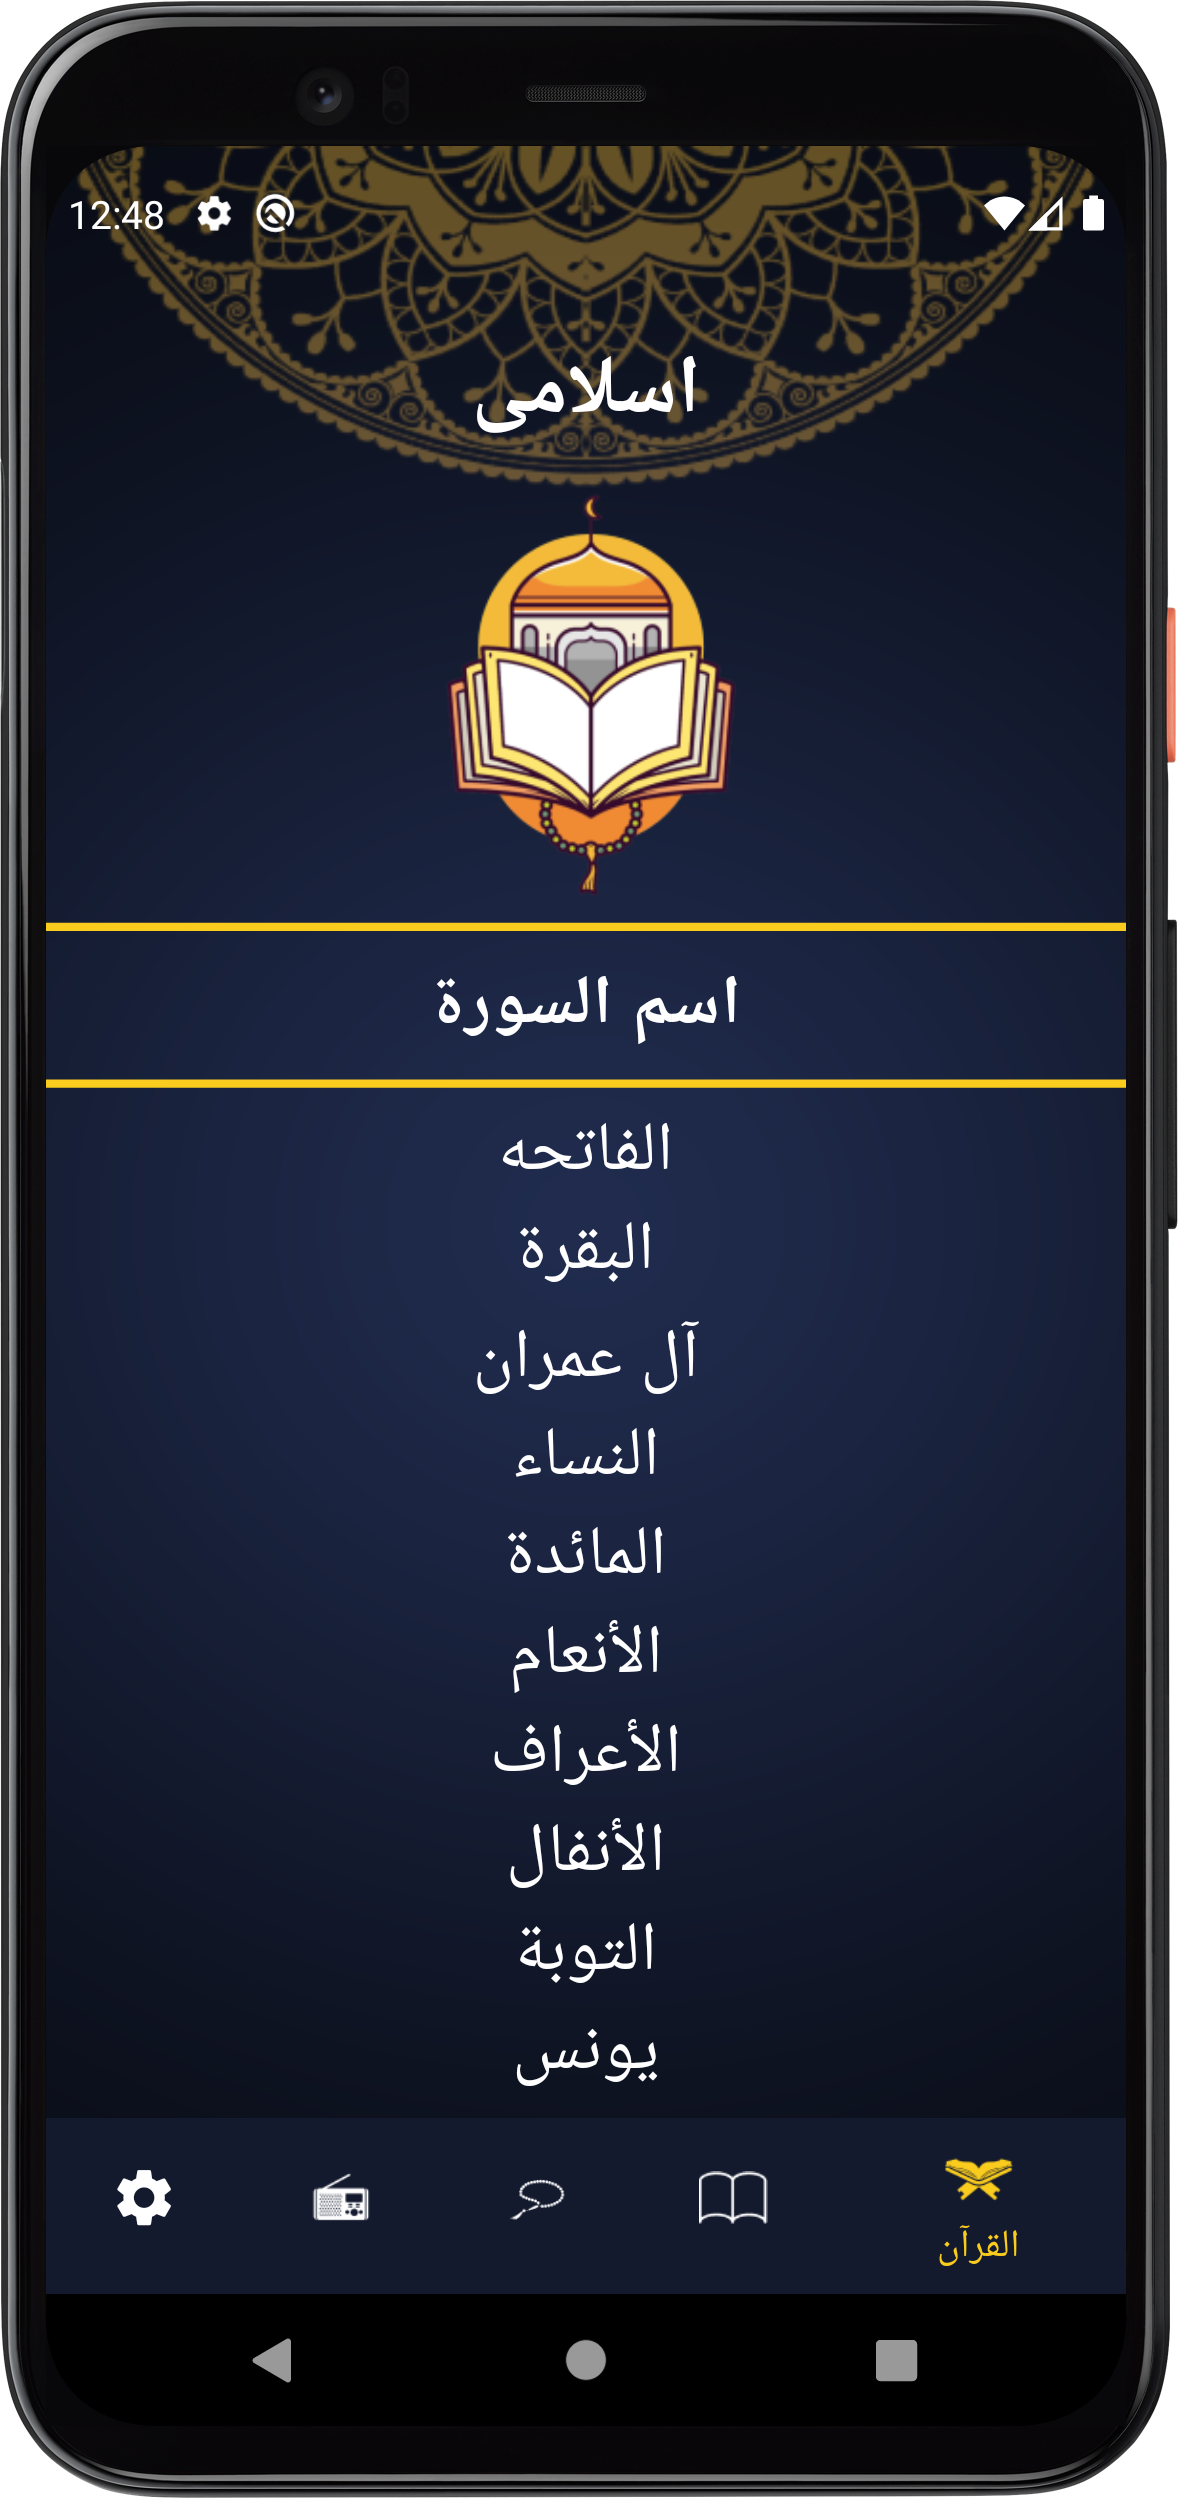 12:48
اسلامى
اسم السورة
الفاتحه
البقرة
آل عمران
النساء
المائدة
الأنعام
الأعراف
الأنفال
التوبة
يونس
القرآن